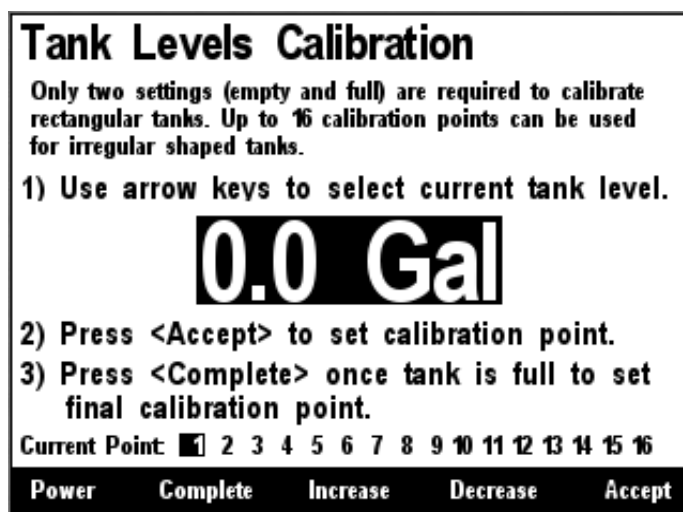 Tank Levels Calibration
Only two settings (empty and full) are required to calibrate
rectangular tanks. Up to 16 calibration points can be used
for irregular shaped tanks.
1) Use arrow keys to select current tank level.
0.0 Gal
2) Press <Accept> to set calibration point.
3) Press <Complete> once tank is full to set
final calibration point.
Current Point: 1 2 3 4 5 6 7 8 9 10 11 12 13 14 15 16
Power Complete Increase Decrease Accept